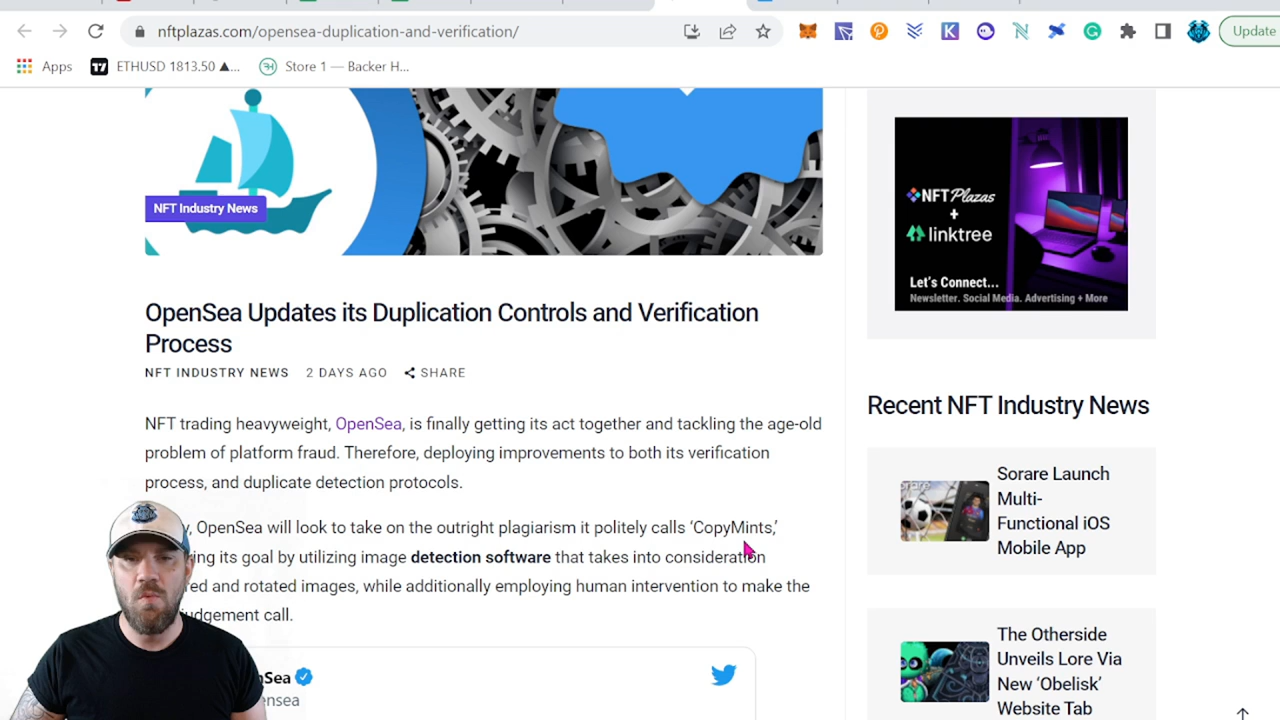 nftplazas.com/opensea-duplication-and-verification/
Update
Apps
ETHUSD 1813.50 ▲...
Store 1 — Backer H...
NFT Industry News
OpenSea Updates its Duplication Controls and Verification
Process
NFT INDUSTRY NEWS 2 DAYS AGO SHARE
NFT trading heavyweight, OpenSea, is finally getting its act together and tackling the age-old
problem of platform fraud. Therefore, deploying improvements to both its verification
process, and duplicate detection protocols.
OpenSea will look to take on the outright plagiarism it politely calls ‘CopyMints,’
its goal by utilizing image detection software that takes into consideration
and rotated images, while additionally employing human intervention to make the
call.
NFTPlazas
+
linktree
Let's Connect...
Newsletter. Social Media. Advertising + More
Recent NFT Industry News
Sorare Launch
Multi-
Functional iOS
Mobile App
The Otherside
Unveils Lore Via
New ‘Obelisk’
Website Tab